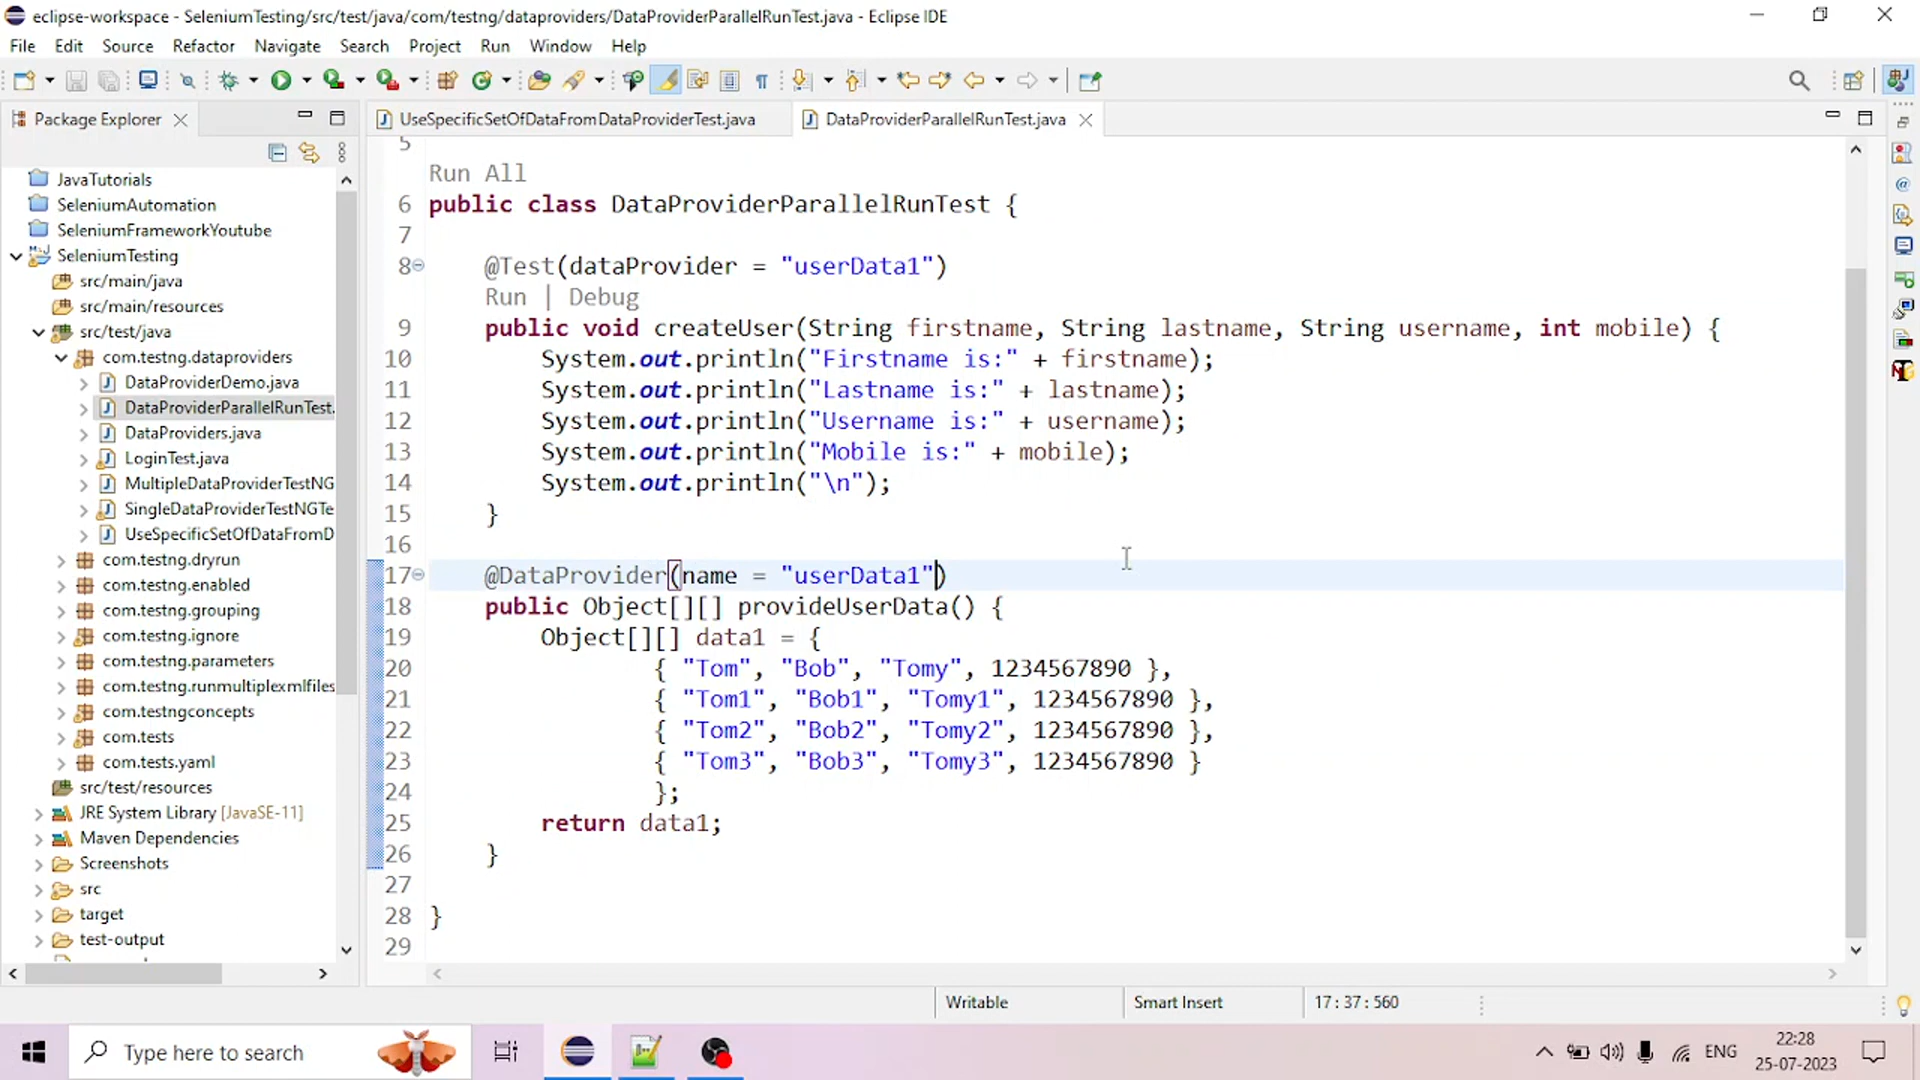 eclipse-workspace - SeleniumTesting/src/test/java/com/testng/dataproviders/DataProviderParallelRunTest.java - Eclipse IDE
File Edit Source Refactor Navigate Search Project Run Window Help
Package Explorer
UseSpecificSetOfDataFromDataProviderTest.java
DataProviderParallelRunTest.java
JavaTutorials
SeleniumAutomation
SeleniumFrameworkYoutube
SeleniumTesting
src/main/java
src/main/resources
src/test/java
com.testng.dataproviders
DataProviderDemo.java
DataProviderParallelRunTest.
DataProviders.java
LoginTest.java
MultipleDataProviderTestNG
SingleDataProviderTestNGTe
UseSpecificSetOfDataFromD
com.testng.dryrun
com.testng.enabled
com.testng.grouping
com.testng.ignore
com.testng.parameters
com.testng.runmultiplexmlfiles
com.testngconcepts
com.tests
com.tests.yaml
src/test/resources
JRE System Library [JavaSE-11]
Maven Dependencies
Screenshots
src
target
test-output
5
Run All
6 public class DataProviderParallelRunTest {
7
8 @Test(dataProvider = "userData1")
Run | Debug
9 public void createUser(String firstname, String lastname, String username, int mobile) {
10 System.out.println("Firstname is:" + firstname);
11 System.out.println("Lastname is:" + lastname);
12 System.out.println("Username is:" + username);
13 System.out.println("Mobile is:" + mobile);
14 System.out.println("\n");
15 }
16
17 @DataProvider(name = "userData1")
18 public Object[][] provideUserData() {
19 Object[][] data1 = {
20 { "Tom", "Bob", "Tomy", 1234567890 },
21 { "Tom1", "Bob1", "Tomy1", 1234567890 },
22 { "Tom2", "Bob2", "Tomy2", 1234567890 },
23 { "Tom3", "Bob3", "Tomy3", 1234567890 }
24 };
25 return data1;
26 }
27
28 }
29
Writable Smart Insert 17 : 37 : 560
Type here to search
ENG
22:28
25-07-2023